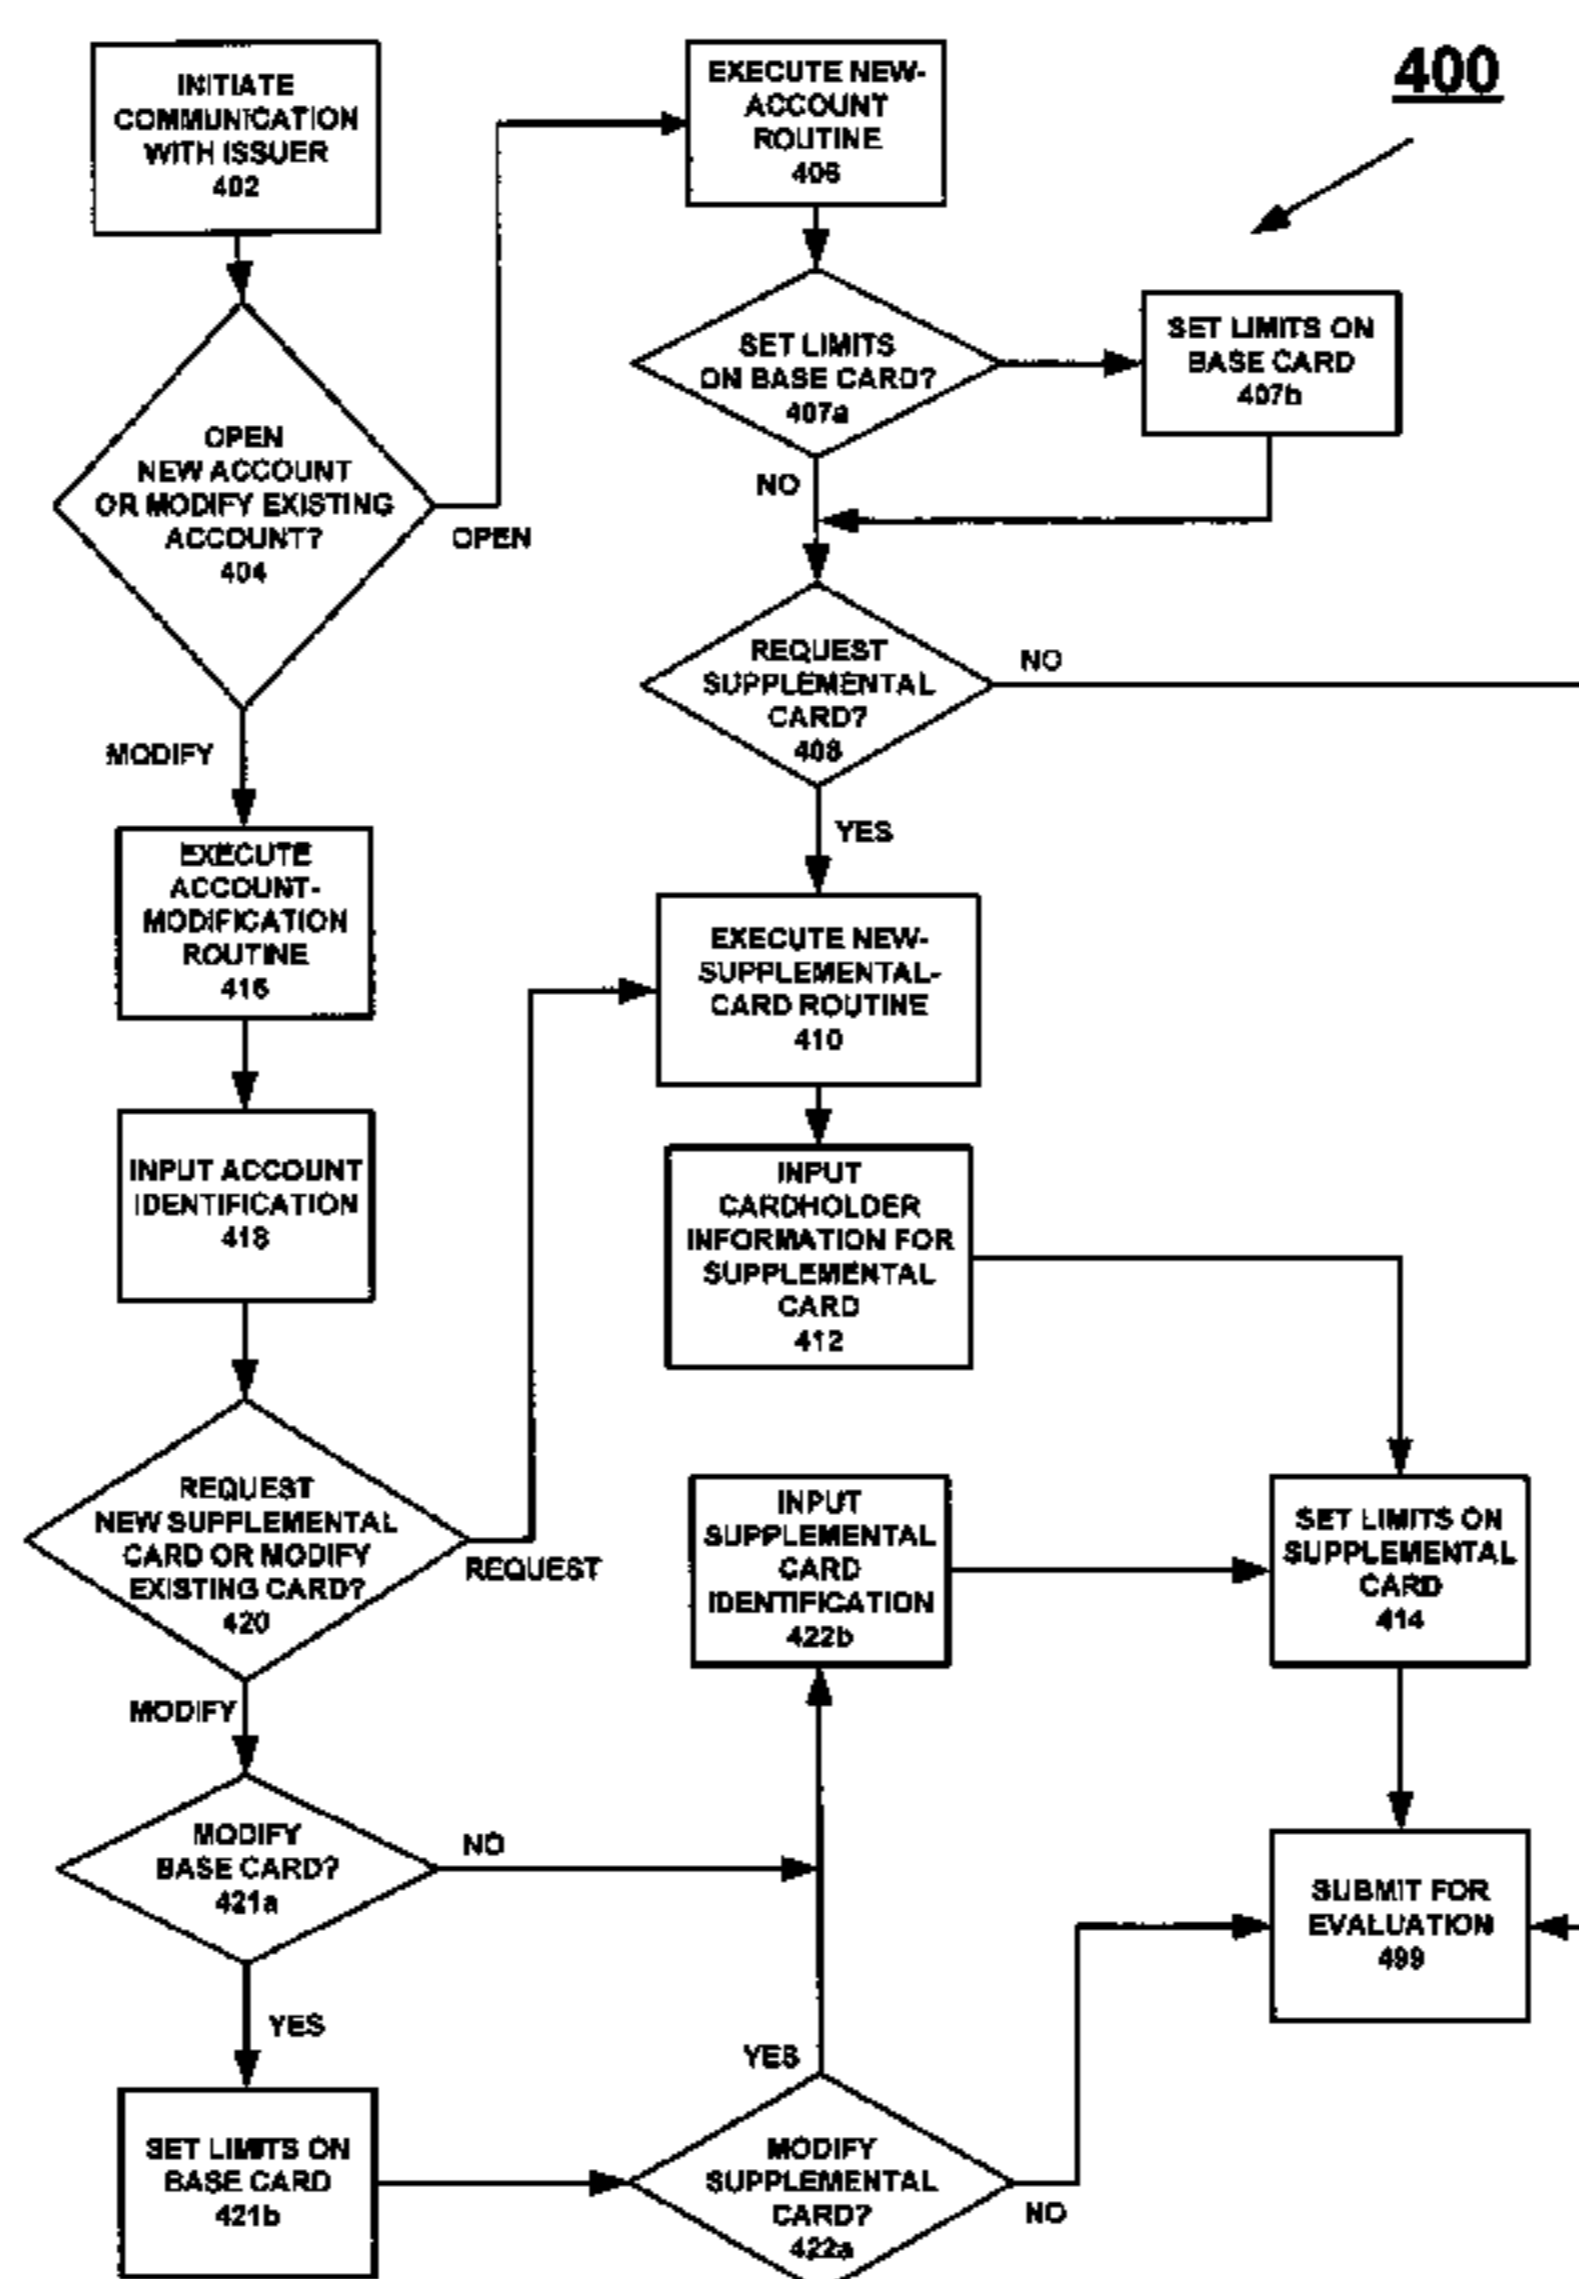 400
INITIATE
COMMUNICATION
WITH ISSUER
402
OPEN
NEW ACCOUNT
OR MODIFY EXISTING
ACCOUNT?
404
OPEN
MODIFY
EXECUTE NEW-
ACCOUNT
ROUTINE
406
SET LIMITS
ON BASE CARD?
407a
NO
SET LIMITS ON
BASE CARD
407b
REQUEST
SUPPLEMENTAL
CARD?
408
NO
YES
EXECUTE
ACCOUNT-
MODIFICATION
ROUTINE
416
EXECUTE NEW-
SUPPLEMENTAL-
CARD ROUTINE
410
INPUT ACCOUNT
IDENTIFICATION
418
INPUT
CARDHOLDER
INFORMATION FOR
SUPPLEMENTAL
CARD
412
REQUEST
NEW SUPPLEMENTAL
CARD OR MODIFY
EXISTING CARD?
420
REQUEST
MODIFY
INPUT
SUPPLEMENTAL
CARD
IDENTIFICATION
422b
SET LIMITS ON
SUPPLEMENTAL
CARD
414
MODIFY
BASE CARD?
421a
NO
YES
SUBMIT FOR
EVALUATION
499
SET LIMITS ON
BASE CARD
421b
YES
MODIFY
SUPPLEMENTAL
CARD?
422a
NO